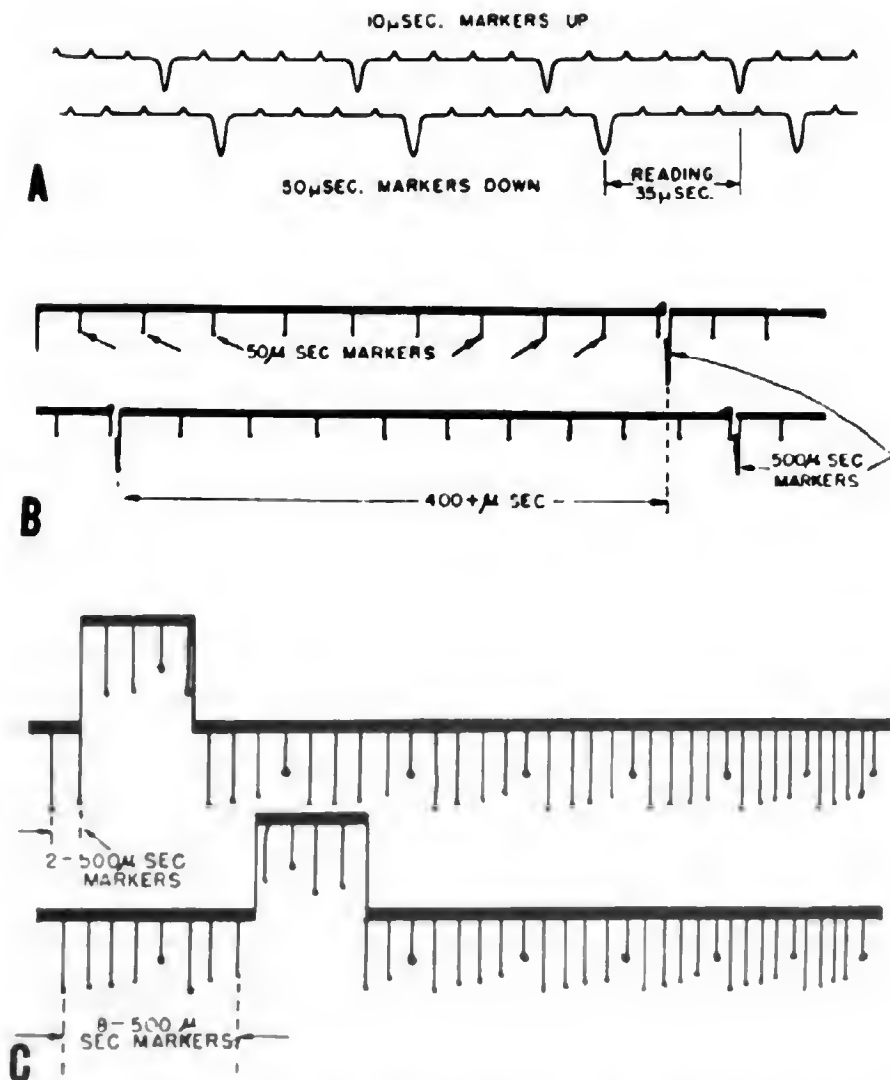 10μSEC. MARKERS UP
50μSEC. MARKERS DOWN
READING
35μSEC.
A
50μ SEC MARKERS
500μ SEC
MARKERS
400+μ SEC
B
2-500μ SEC
MARKERS
8-500 μ
SEC MARKERS
C